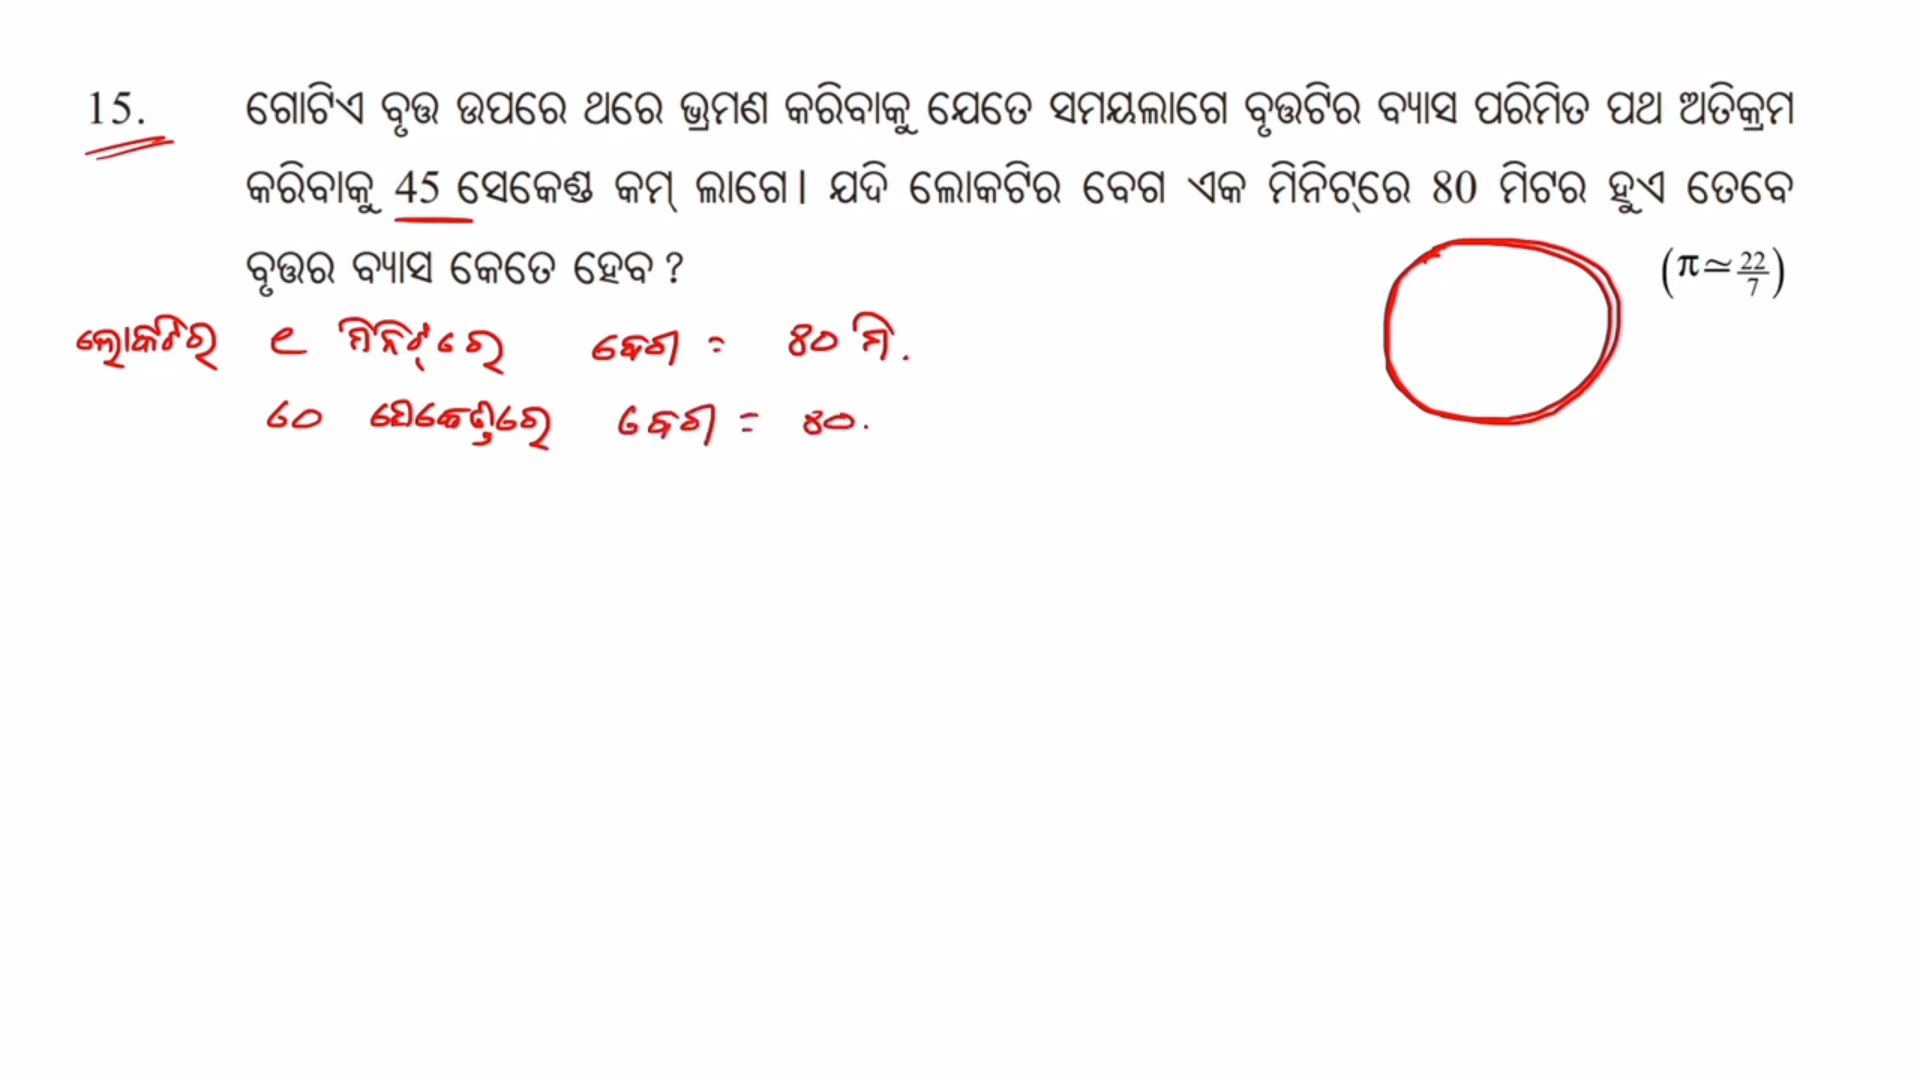 15. ଗୋଟିଏ ବୃତ୍ତ ଉପରେ ଥରେ ଭ୍ରମଣ କରିବାକୁ ଯେତେ ସମୟଲାଗେ ବୃତ୍ତଟିର ବ୍ୟାସ ପରିମିତ ପଥ ଅତିକ୍ରମ
କରିବାକୁ 45 ସେକେଣ୍ଡ କମ୍ ଲାଗେ। ଯଦି ଲୋକଟିର ବେଗ ଏକ ମିନିଟ୍‌ରେ 80 ମିଟର ହୁଏ ତେବେ
ବୃତ୍ତର ବ୍ୟାସ କେତେ ହେବ ? (π≃22/7)
ଲୋକଟିର ୧ ମିନିଟ୍‌ରେ ବେଗ = ୪୦ ମି.
୬୦ ସେକେଣ୍ଡରେ ବେଗ = ୪୦.